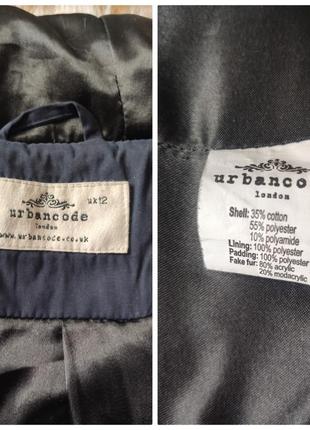 uk12
urbancode
london
www.urbancode.co.uk
urbancode
london
Shell: 35% cotton
55% polyester
10% polyamide
Lining: 100% polyester
Padding: 100% polyester
Fake fur: 80% acrylic
20% modacrylic